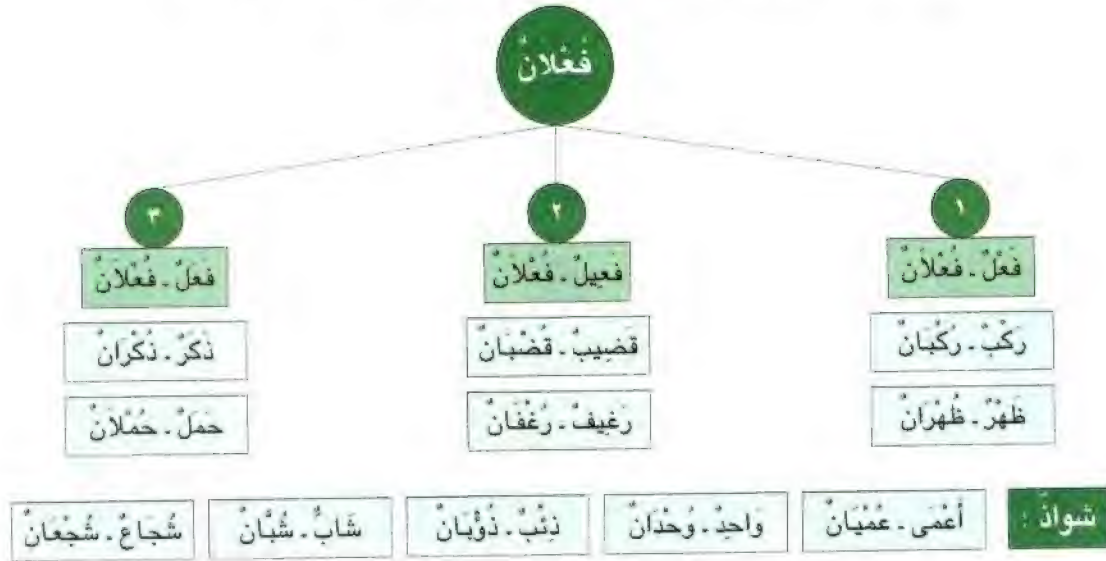 فُعْلَانٌ
١
٢
٣
فَعْلٌ - فُعْلَانٌ
فَعِيلٌ - فُعْلَانٌ
فَعَلٌ - فُعْلَانٌ
رَكْبٌ - رُكْبَانٌ
قَضِيبٌ - قُضْبَانٌ
ذَكَرٌ - ذُكْرَانٌ
ظَهْرٌ - ظُهْرَانٌ
رَغِيفٌ - رُغْفَانٌ
حَمَلٌ - حُمْلَانٌ
شواذ :
أَعْمَى - عُمْيَانٌ
وَاحِدٌ - وُحْدَانٌ
ذِئْبٌ - ذُؤْبَانٌ
شَابٌّ - شُبَّانٌ
شُجَاعٌ - شُجْعَانٌ